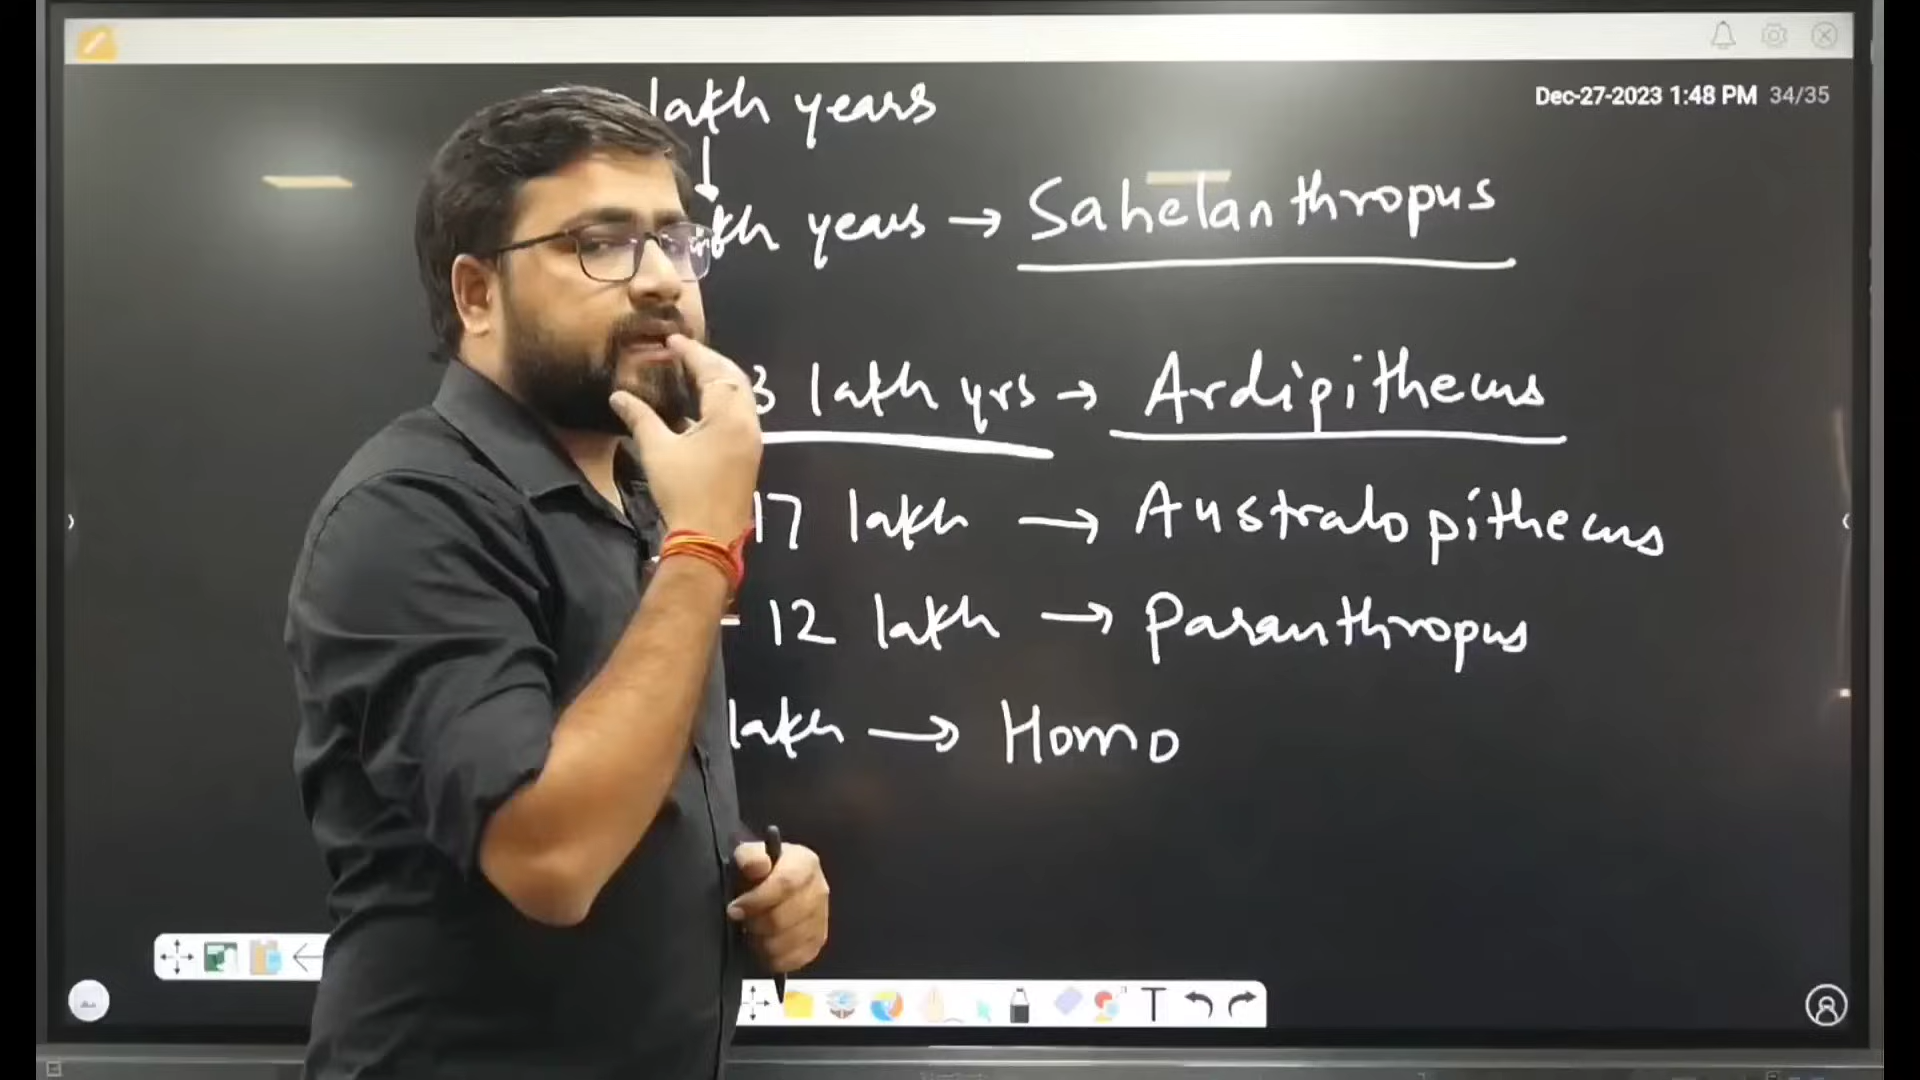 Dec-27-2023 1:48 PM 34/35
lakh years
years → Sahelanthropus
3 lakh yrs → Ardipithecus
17 lakh → Australopithecus
- 12 lakh → Paranthropus
lakh → Homo
T